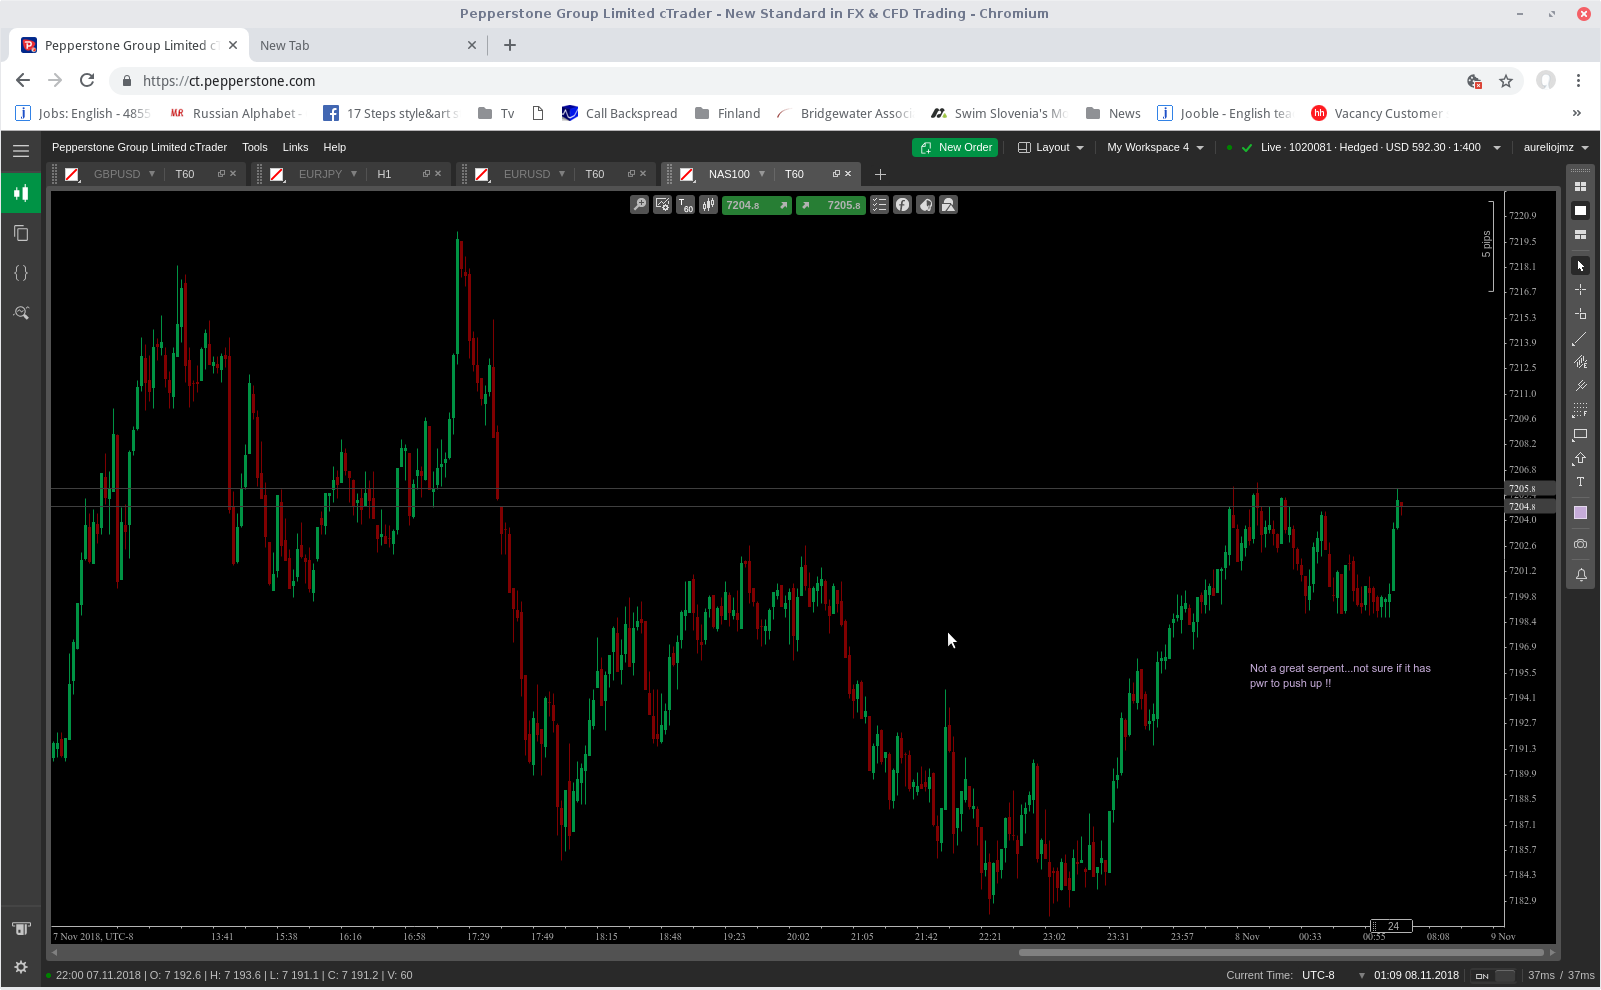 Pepperstone Group Limited cTrader - New Standard in FX & CFD Trading - Chromium
Pepperstone Group Limited cT
New Tab
https://ct.pepperstone.com
Jobs: English - 4855
MR Russian Alphabet -
17 Steps style&art s
Tv
Call Backspread
Finland
Bridgewater Associ
Swim Slovenia's Mo
News
Jooble - English tea
hh Vacancy Customer
»
Pepperstone Group Limited cTrader Tools Links Help
New Order
Layout
My Workspace 4
Live · 1020081 · Hedged · USD 592.30 · 1:400
aureliojmz
GBPUSD T60
EURJPY H1
EURUSD T60
NAS100 T60
T60
7204.8
7205.8
5 pips
7220.9
7219.5
7218.1
7216.7
7215.3
7213.9
7212.5
7211.0
7209.6
7208.2
7206.8
7205.8
7204.8
7204.0
7202.6
7201.2
7199.8
7198.4
7196.9
7195.5
7194.1
7192.7
7191.3
7189.9
7188.5
7187.1
7185.7
7184.3
7182.9
Not a great serpent...not sure if it has
pwr to push up !!
24
7 Nov 2018, UTC-8 13:41 15:38 16:16 16:58 17:29 17:49 18:15 18:48 19:23 20:02 21:05 21:42 22:21 23:02 23:31 23:57 8 Nov 00:33 00:55 08:08 9 Nov
22:00 07.11.2018 | O: 7 192.6 | H: 7 193.6 | L: 7 191.1 | C: 7 191.2 | V: 60
Current Time: UTC-8
01:09 08.11.2018
ON
37ms / 37ms